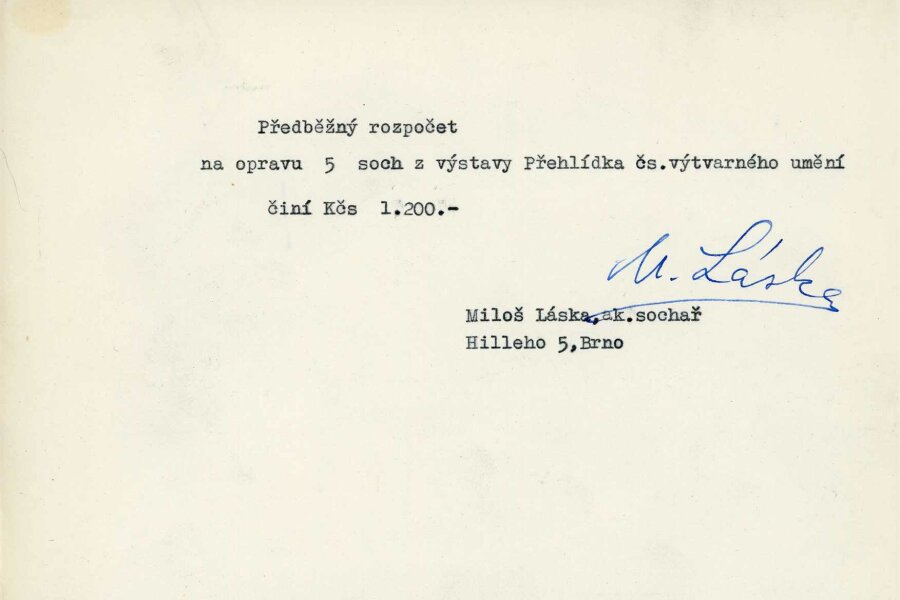 Předběžný rozpočet
na opravu 5 soch z výstavy Přehlídka čs.výtvarného umění
činí Kčs 1.200.-
M. Láska
Miloš Láska,ak.sochař
Hilleho 5,Brno